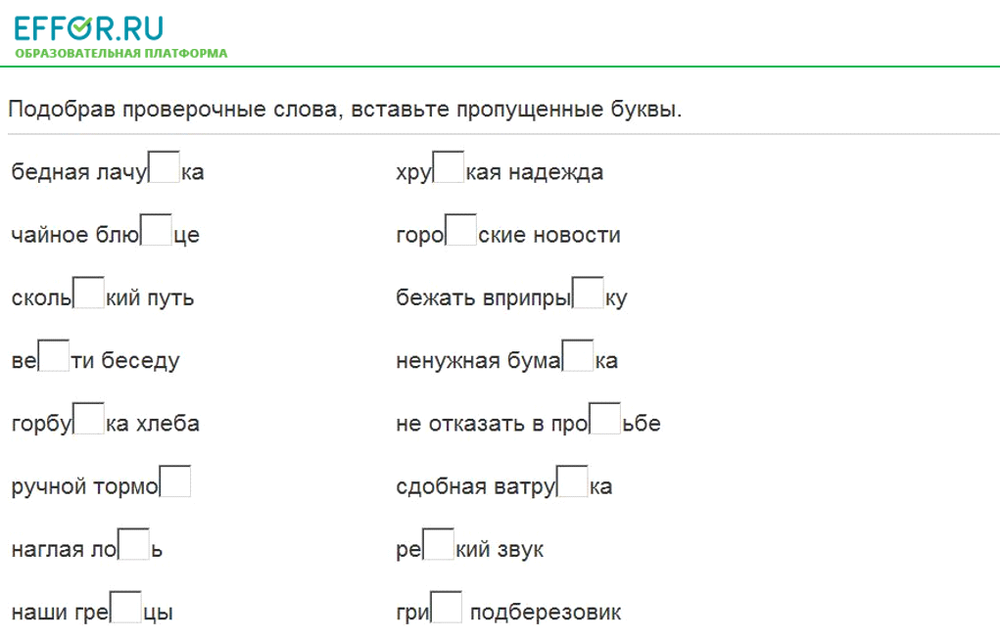 EFFOR.RU
ОБРАЗОВАТЕЛЬНАЯ ПЛАТФОРМА
Подобрав проверочные слова, вставьте пропущенные буквы.
бедная лачу□ка хру□кая надежда
чайное блю□це горо□ские новости
сколь□кий путь бежать вприпры□ку
ве□ти беседу ненужная бума□ка
горбу□ка хлеба не отказать в про□ьбе
ручной тормо□ сдобная ватру□ка
наглая ло□ь ре□кий звук
наши гре□цы гри□ подберезовик